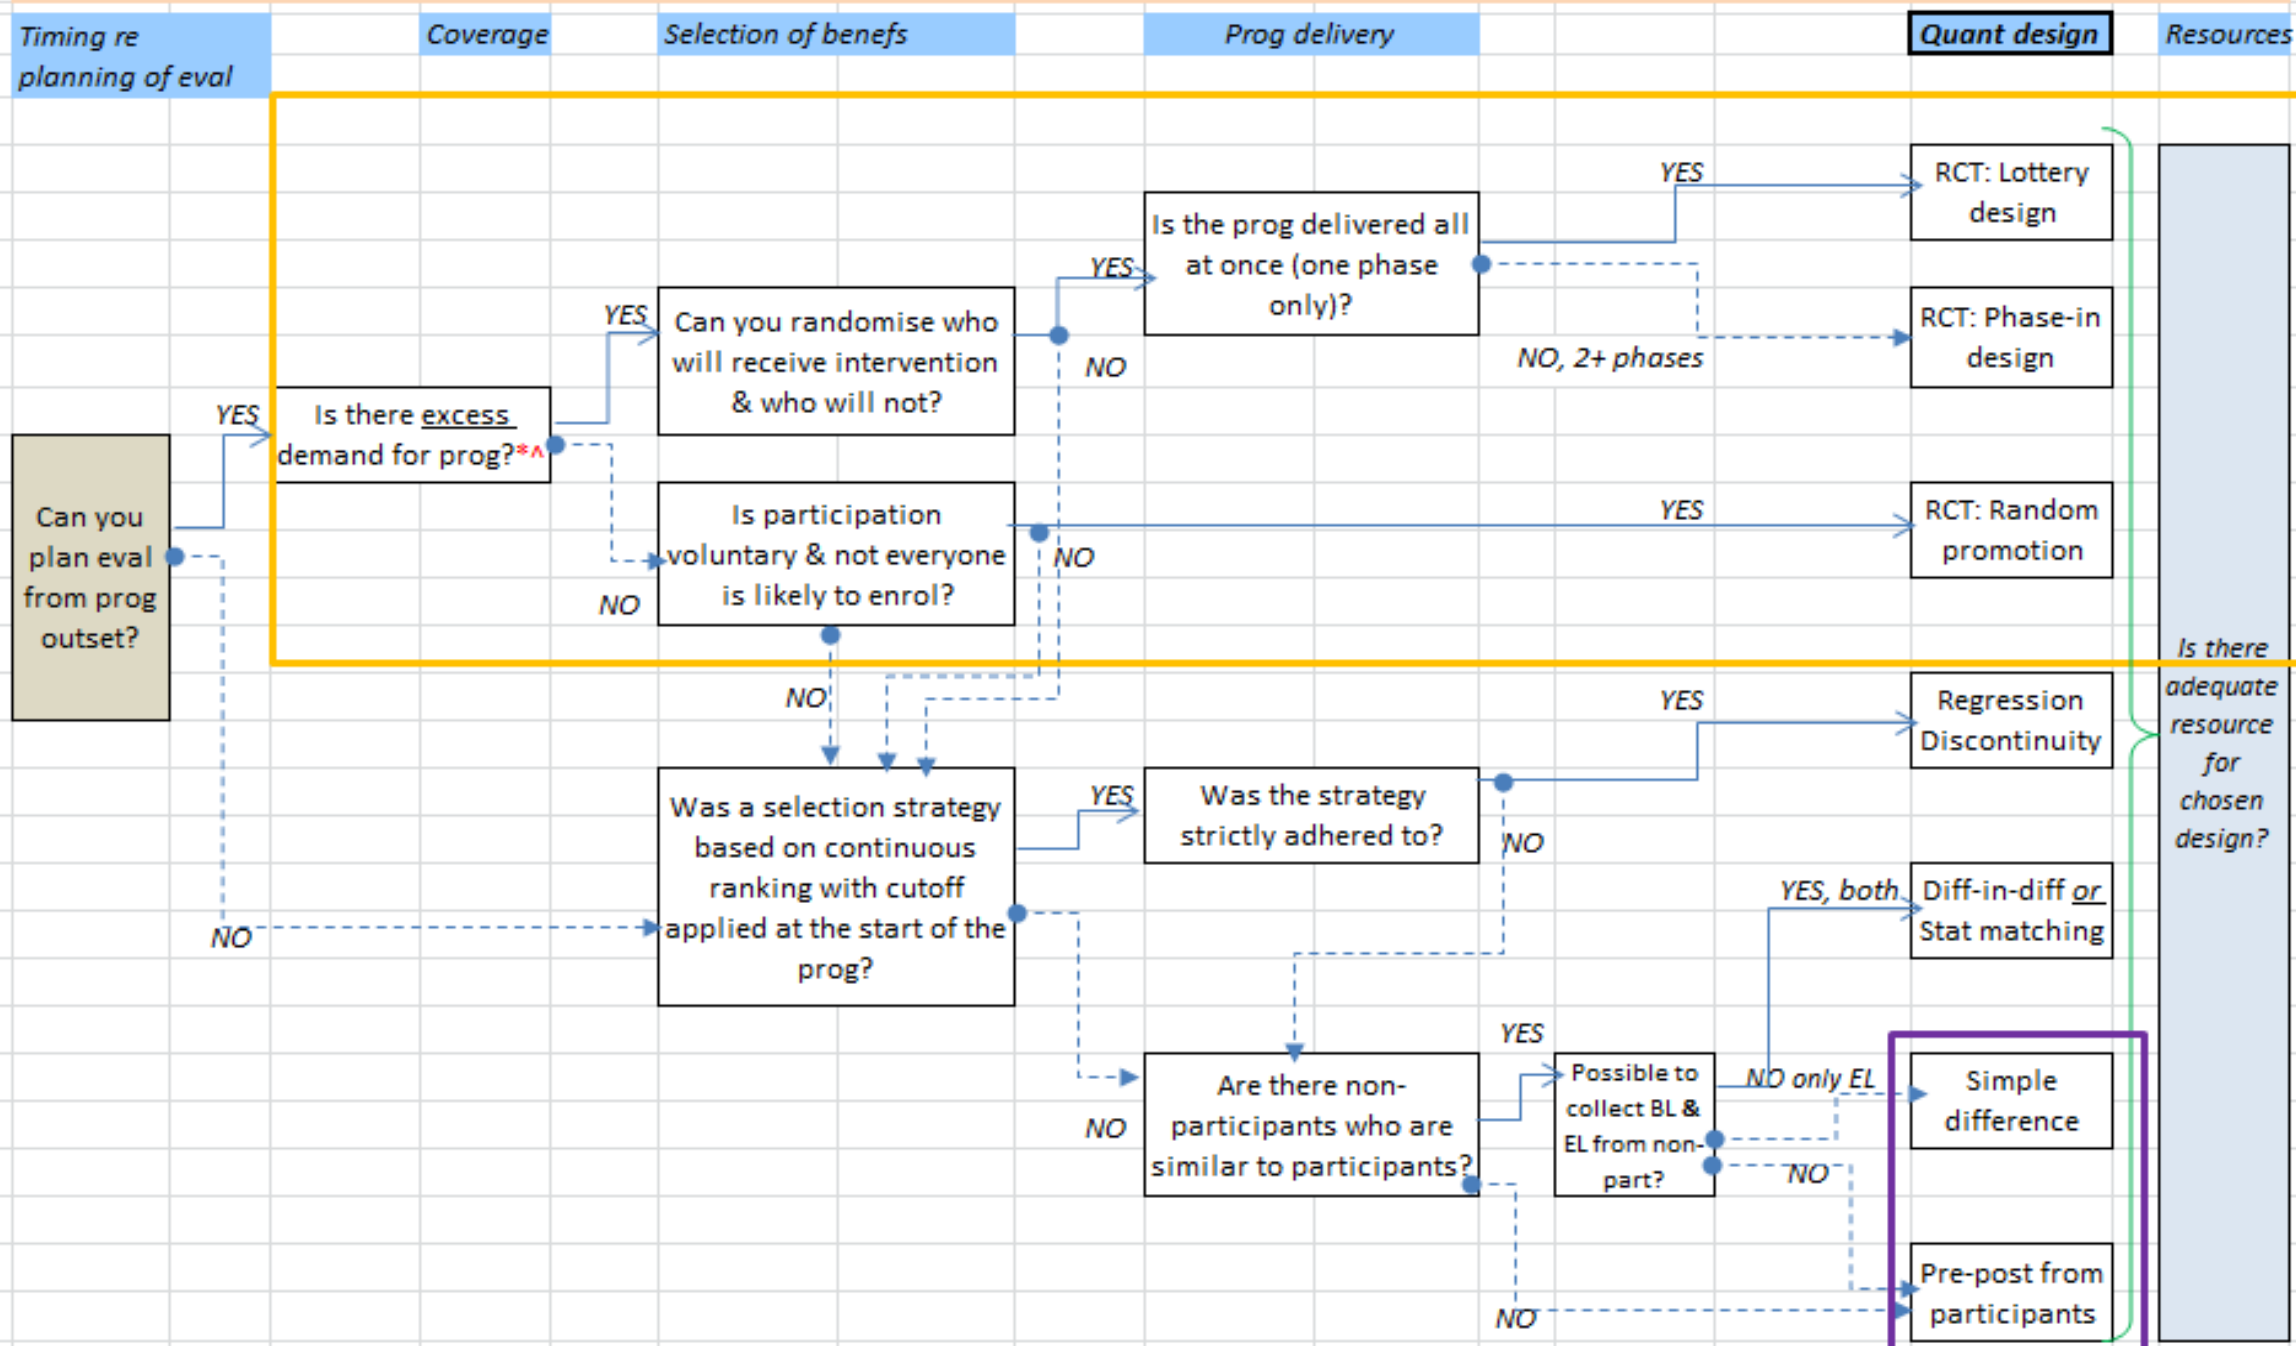 Timing re
planning of eval
Coverage
Selection of benefs
Prog delivery
Quant design
Resources
Can you
plan eval
from prog
outset?
YES
NO
Is there excess
demand for prog?*^
YES
NO
Can you randomise who
will receive intervention
& who will not?
YES
NO
Is the prog delivered all
at once (one phase
only)?
YES
NO, 2+ phases
RCT: Lottery
design
RCT: Phase-in
design
Is participation
voluntary & not everyone
is likely to enrol?
YES
NO
NO
RCT: Random
promotion
Was a selection strategy
based on continuous
ranking with cutoff
applied at the start of the
prog?
YES
NO
Was the strategy
strictly adhered to?
YES
NO
Regression
Discontinuity
Are there non-
participants who are
similar to participants?
YES
NO
Possible to
collect BL &
EL from non-
part?
YES, both
NO only EL
NO
Diff-in-diff or
Stat matching
Simple
difference
Pre-post from
participants
Is there
adequate
resource
for
chosen
design?